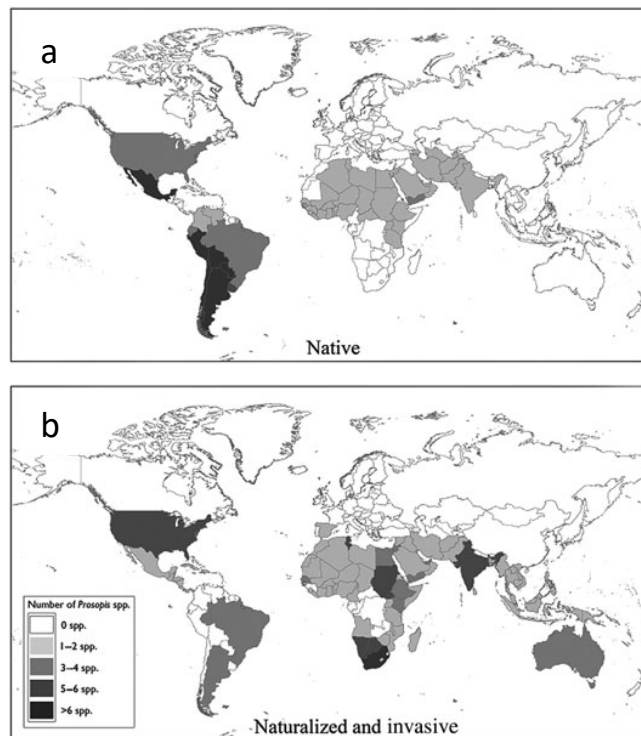 a
Native
b
Number of Prosopis spp.
0 spp.
1–2 spp.
3–4 spp.
5–6 spp.
>6 spp.
Naturalized and invasive